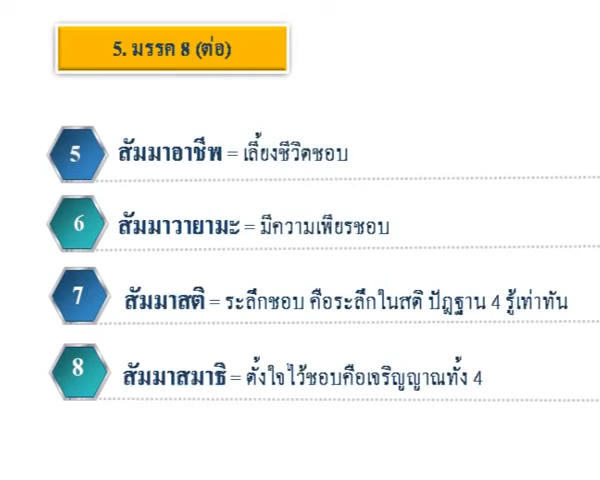 5. มรรค 8 (ต่อ)
5 สัมมาอาชีพ = เลี้ยงชีวิตชอบ
6 สัมมาวายามะ = มีความเพียรชอบ
7 สัมมาสติ = ระลึกชอบ คือระลึกในสติ ปัฏฐาน 4 รู้เท่าทัน
8 สัมมาสมาธิ = ตั้งใจไว้ชอบคือเจริญญาณทั้ง 4